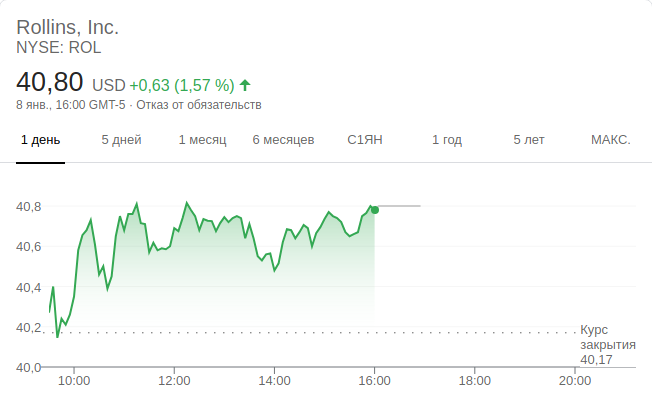 Rollins, Inc.
NYSE: ROL
40,80 USD +0,63 (1,57 %)
8 янв., 16:00 GMT-5 · Отказ от обязательств
1 день 5 дней 1 месяц 6 месяцев С1ЯН 1 год 5 лет МАКС.
40,8
40,6
40,4
40,2
Курс
закрытия
40,17
40,0
10:00 12:00 14:00 16:00 18:00 20:00